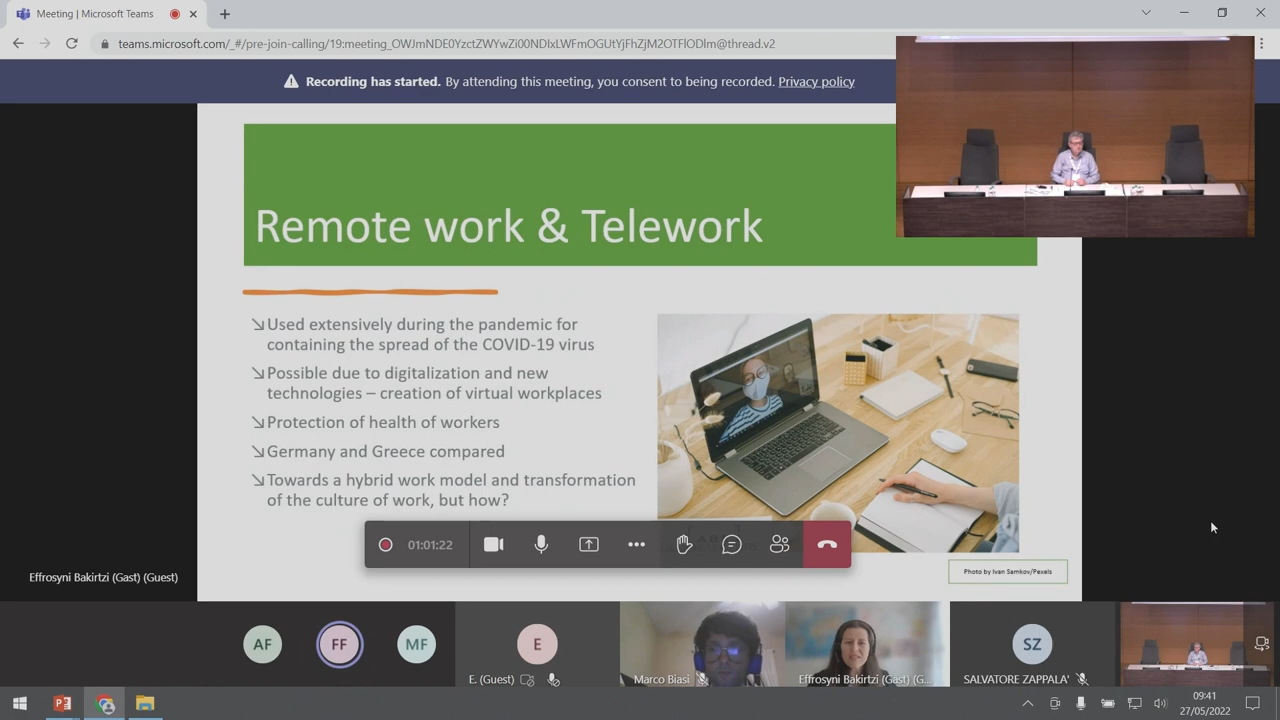 Meeting | Microsoft Teams
teams.microsoft.com/_#/pre-join-calling/19:meeting_OWJmNDE0YzctZWYwZi00NDIxLWFmOGUtYjFhZjM2OTFlODlm@thread.v2
Recording has started. By attending this meeting, you consent to being recorded. Privacy policy
Remote work & Telework
Used extensively during the pandemic for
containing the spread of the COVID-19 virus
Possible due to digitalization and new
technologies – creation of virtual workplaces
Protection of health of workers
Germany and Greece compared
Towards a hybrid work model and transformation
of the culture of work, but how?
01:01:22
Photo by Ivan Samkov/Pexels
Effrosyni Bakirtzi (Gast) (Guest)
AF
FF
MF
E
SZ
E. (Guest)
Marco Biasi
Effrosyni Bakirtzi (Gast) (G...
SALVATORE ZAPPALA'
09:41
27/05/2022